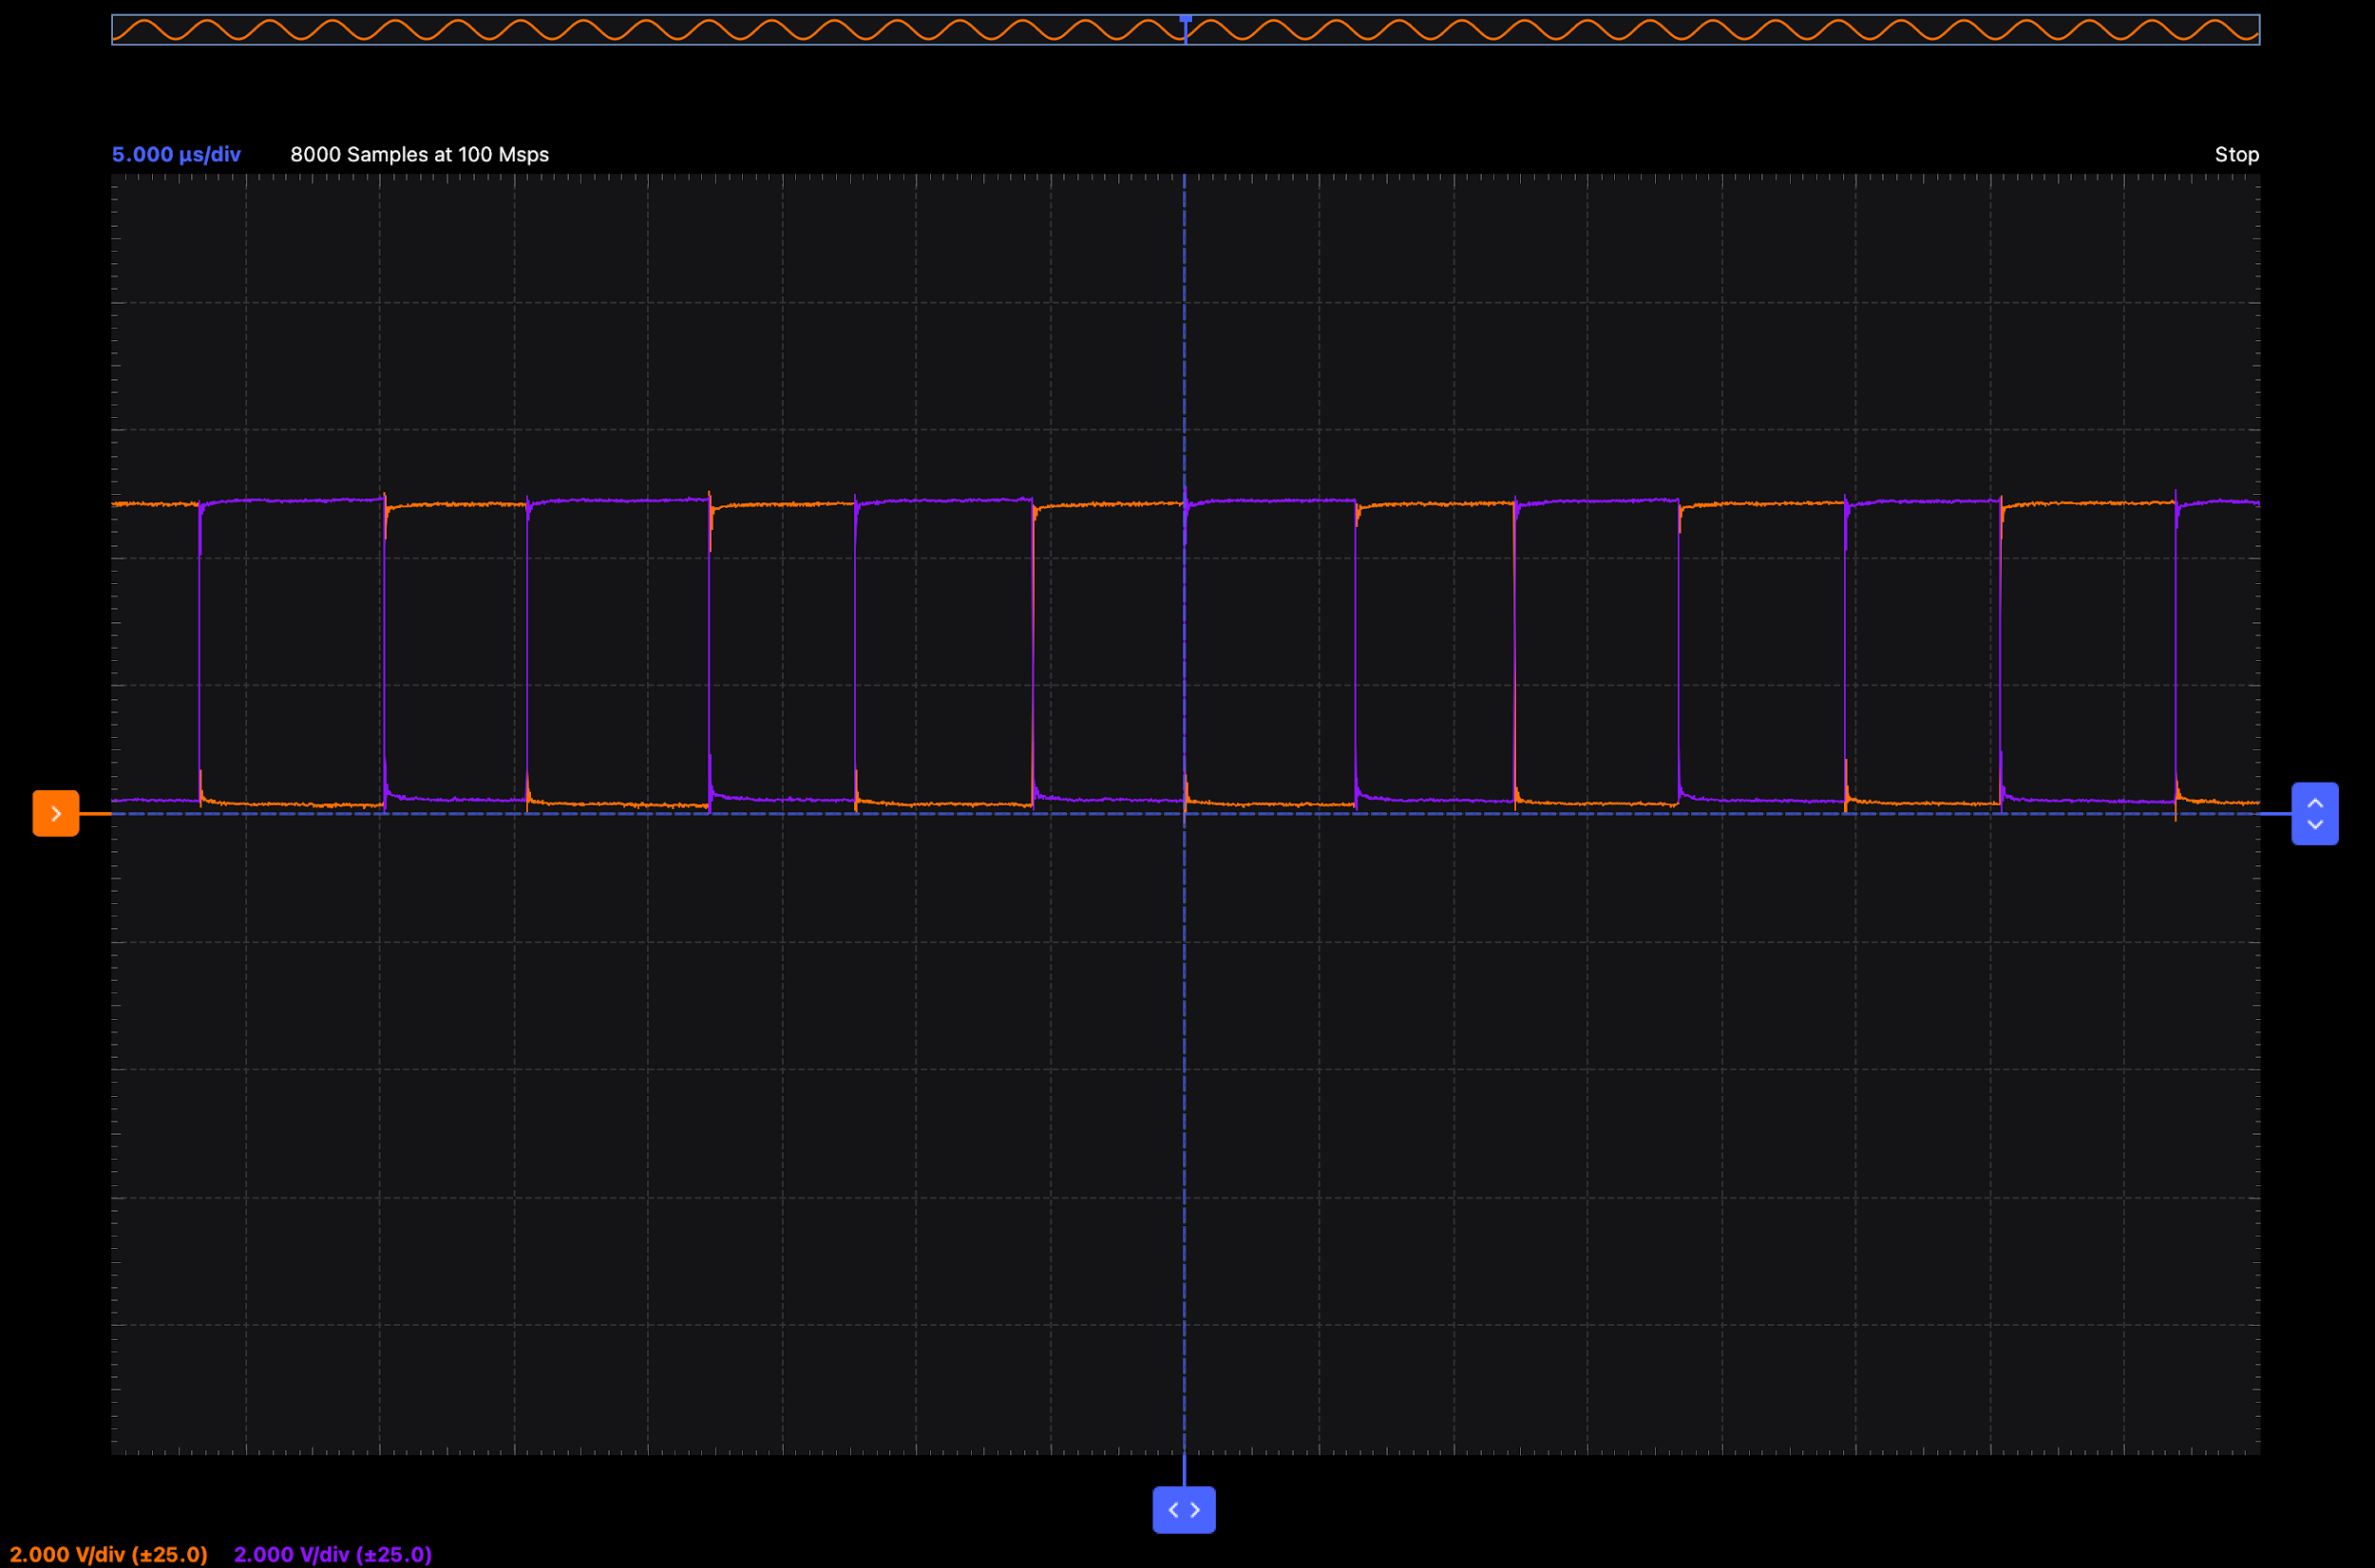 5.000 µs/div 8000 Samples at 100 Msps Stop
2.000 V/div (±25.0) 2.000 V/div (±25.0)